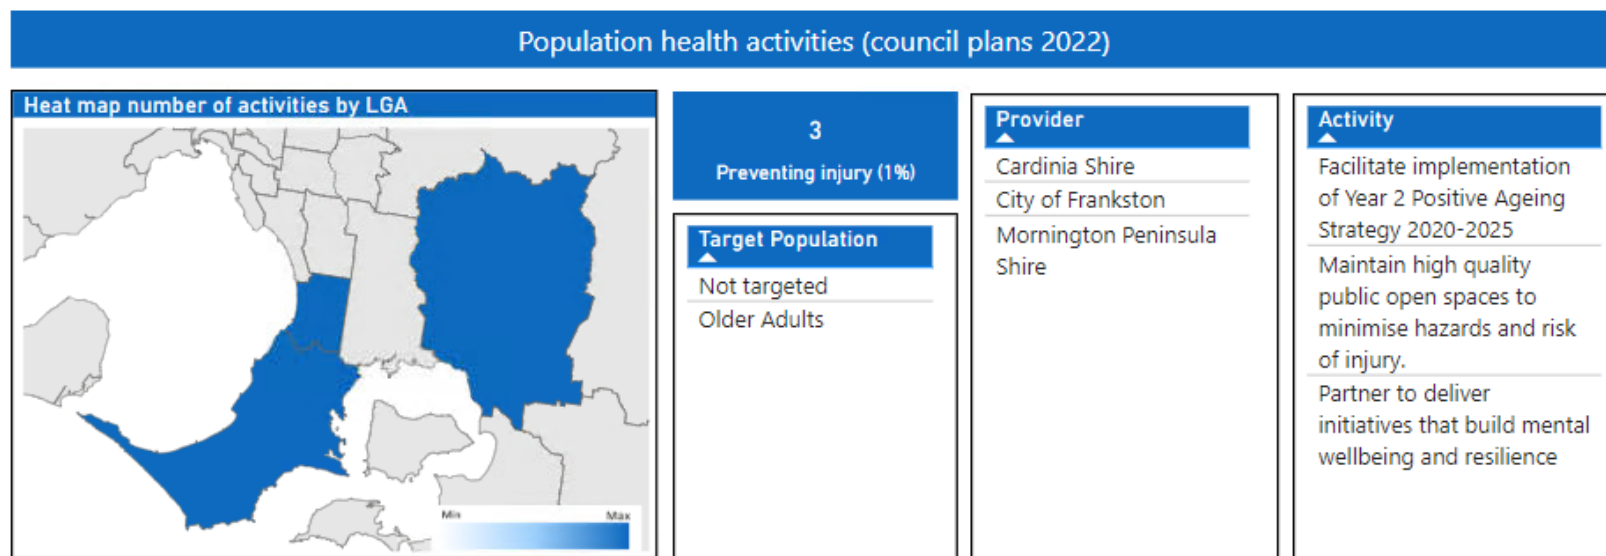 Population health activities (council plans 2022)
Heat map number of activities by LGA
Min
Max
3
Preventing injury (1%)
Target Population
Not targeted
Older Adults
Provider
Cardinia Shire
City of Frankston
Mornington Peninsula
Shire
Activity
Facilitate implementation
of Year 2 Positive Ageing
Strategy 2020-2025
Maintain high quality
public open spaces to
minimise hazards and risk
of injury.
Partner to deliver
initiatives that build mental
wellbeing and resilience